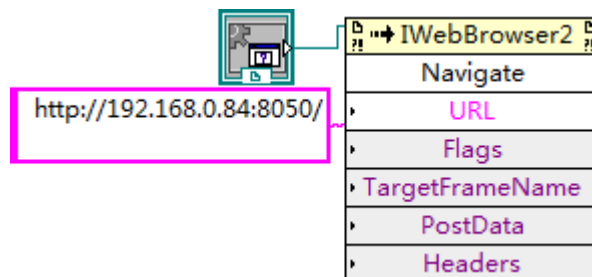 IWebBrowser2
Navigate
http://192.168.0.84:8050/
URL
Flags
TargetFrameName
PostData
Headers